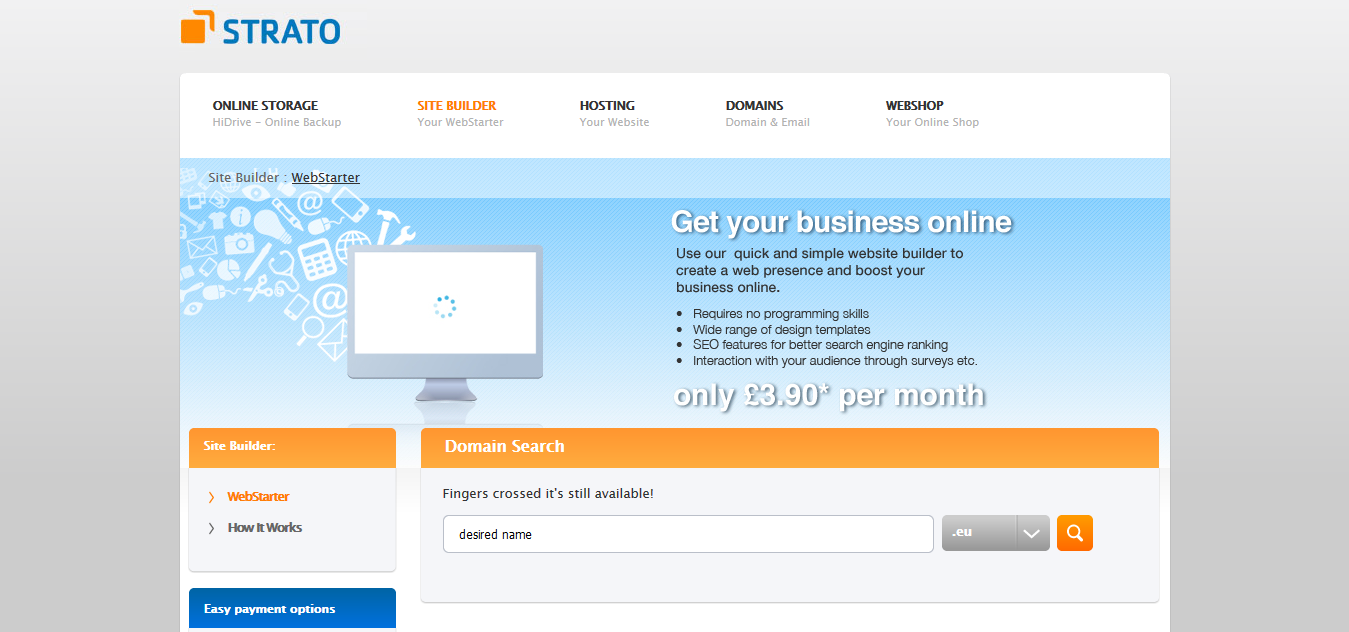 STRATO
ONLINE STORAGE
HiDrive - Online Backup
SITE BUILDER
Your WebStarter
HOSTING
Your Website
DOMAINS
Domain & Email
WEBSHOP
Your Online Shop
Site Builder : WebStarter
Get your business online
Use our quick and simple website builder to
create a web presence and boost your
business online.
• Requires no programming skills
• Wide range of design templates
• SEO features for better search engine ranking
• Interaction with your audience through surveys etc.
only £3.90* per month
Site Builder:
WebStarter
How It Works
Easy payment options
Domain Search
Fingers crossed it's still available!
desired name
.eu